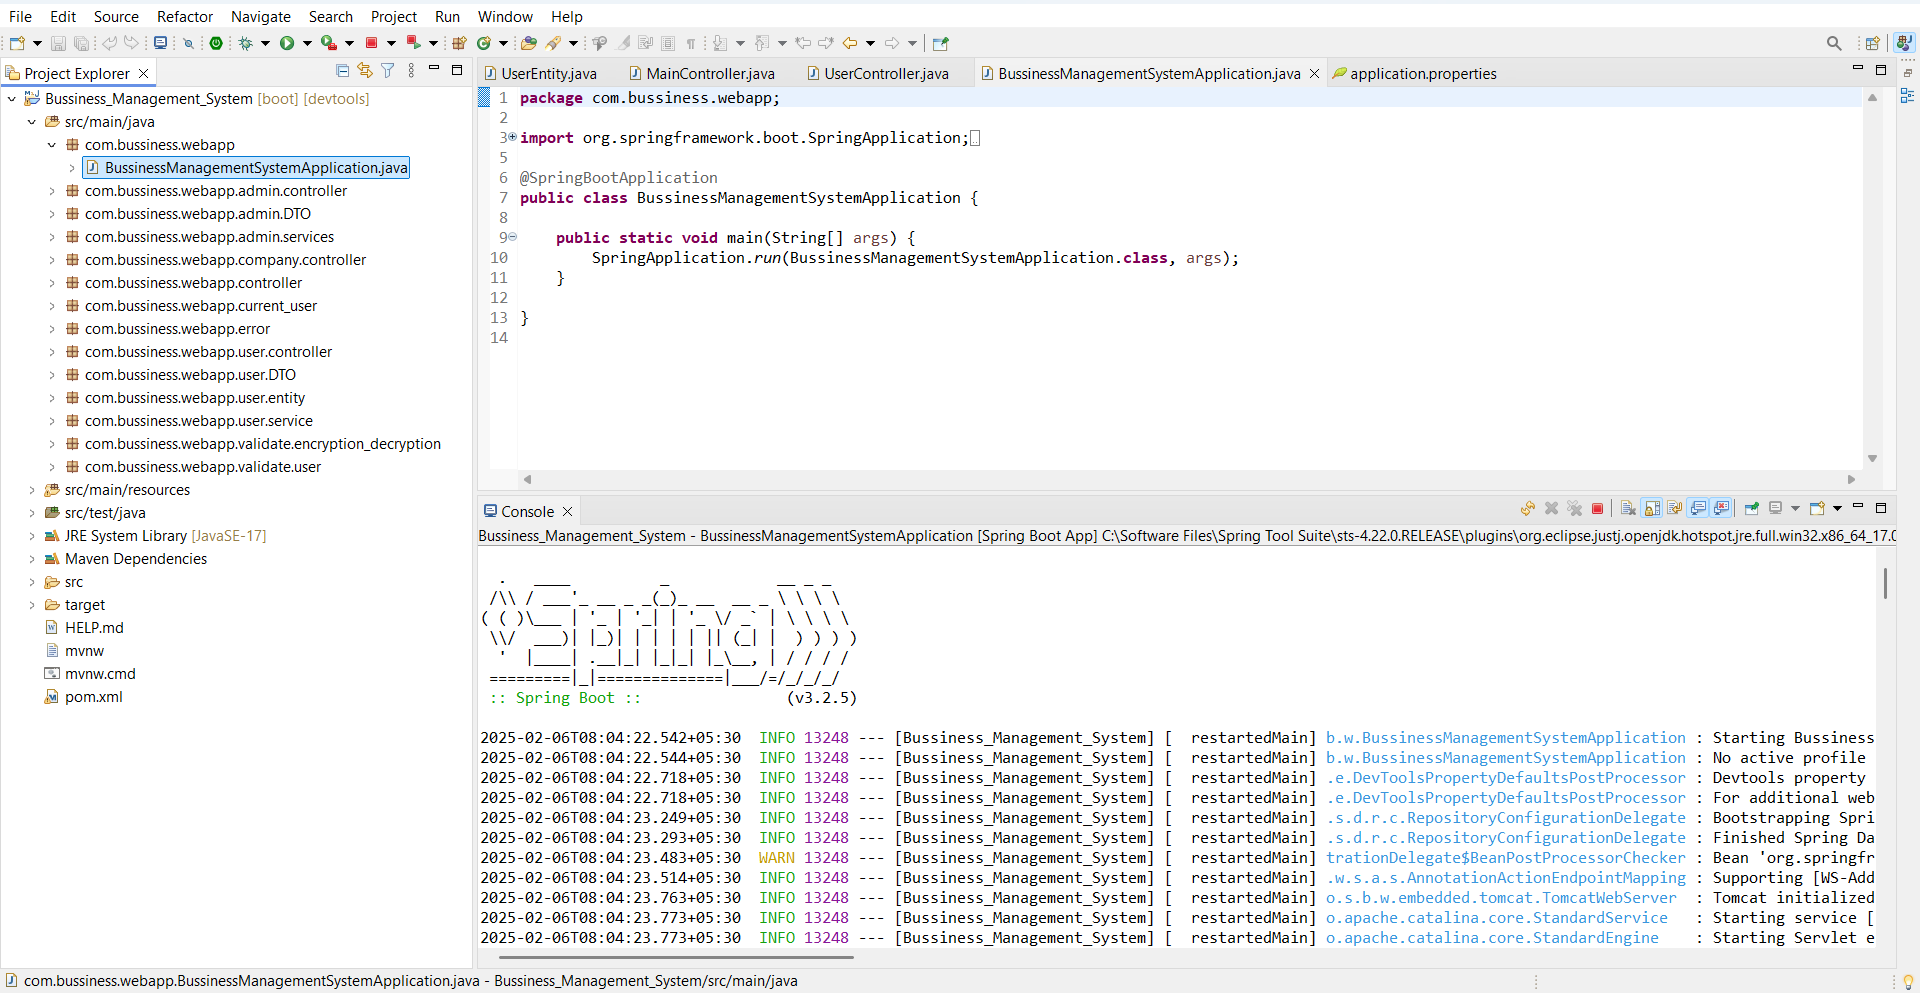 File Edit Source Refactor Navigate Search Project Run Window Help
Project Explorer
Bussiness_Management_System [boot] [devtools]
src/main/java
com.bussiness.webapp
BussinessManagementSystemApplication.java
com.bussiness.webapp.admin.controller
com.bussiness.webapp.admin.DTO
com.bussiness.webapp.admin.services
com.bussiness.webapp.company.controller
com.bussiness.webapp.controller
com.bussiness.webapp.current_user
com.bussiness.webapp.error
com.bussiness.webapp.user.controller
com.bussiness.webapp.user.DTO
com.bussiness.webapp.user.entity
com.bussiness.webapp.user.service
com.bussiness.webapp.validate.encryption_decryption
com.bussiness.webapp.validate.user
src/main/resources
src/test/java
JRE System Library [JavaSE-17]
Maven Dependencies
src
target
HELP.md
mvnw
mvnw.cmd
pom.xml
UserEntity.java MainController.java UserController.java BussinessManagementSystemApplication.java application.properties
1 package com.bussiness.webapp;
2
3 import org.springframework.boot.SpringApplication;
5
6 @SpringBootApplication
7 public class BussinessManagementSystemApplication {
8
9 public static void main(String[] args) {
10 SpringApplication.run(BussinessManagementSystemApplication.class, args);
11 }
12
13 }
14
Console
Bussiness_Management_System - BussinessManagementSystemApplication [Spring Boot App] C:\Software Files\Spring Tool Suite\sts-4.22.0.RELEASE\plugins\org.eclipse.justj.openjdk.hotspot.jre.full.win32.x86_64_17.0
  .   ____          _            __ _ _
 /\\ / ___'_ __ _ _(_)_ __  __ _ \ \ \ \
( ( )\___ | '_ | '_| | '_ \/ _` | \ \ \ \
 \\/  ___)| |_)| | | | | || (_| |  ) ) ) )
  '  |____| .__|_| |_|_| |_\__, | / / / /
 =========|_|==============|___/=/_/_/_/
 :: Spring Boot ::                (v3.2.5)
2025-02-06T08:04:22.542+05:30 INFO 13248 --- [Bussiness_Management_System] [ restartedMain] b.w.BussinessManagementSystemApplication : Starting Bussiness
2025-02-06T08:04:22.544+05:30 INFO 13248 --- [Bussiness_Management_System] [ restartedMain] b.w.BussinessManagementSystemApplication : No active profile
2025-02-06T08:04:22.718+05:30 INFO 13248 --- [Bussiness_Management_System] [ restartedMain] .e.DevToolsPropertyDefaultsPostProcessor : Devtools property
2025-02-06T08:04:22.718+05:30 INFO 13248 --- [Bussiness_Management_System] [ restartedMain] .e.DevToolsPropertyDefaultsPostProcessor : For additional web
2025-02-06T08:04:23.249+05:30 INFO 13248 --- [Bussiness_Management_System] [ restartedMain] .s.d.r.c.RepositoryConfigurationDelegate : Bootstrapping Spri
2025-02-06T08:04:23.293+05:30 INFO 13248 --- [Bussiness_Management_System] [ restartedMain] .s.d.r.c.RepositoryConfigurationDelegate : Finished Spring Da
2025-02-06T08:04:23.483+05:30 WARN 13248 --- [Bussiness_Management_System] [ restartedMain] trationDelegate$BeanPostProcessorChecker : Bean 'org.springfr
2025-02-06T08:04:23.514+05:30 INFO 13248 --- [Bussiness_Management_System] [ restartedMain] .w.s.a.s.AnnotationActionEndpointMapping : Supporting [WS-Add
2025-02-06T08:04:23.763+05:30 INFO 13248 --- [Bussiness_Management_System] [ restartedMain] o.s.b.w.embedded.tomcat.TomcatWebServer : Tomcat initialized
2025-02-06T08:04:23.773+05:30 INFO 13248 --- [Bussiness_Management_System] [ restartedMain] o.apache.catalina.core.StandardService : Starting service [
2025-02-06T08:04:23.773+05:30 INFO 13248 --- [Bussiness_Management_System] [ restartedMain] o.apache.catalina.core.StandardEngine : Starting Servlet e
com.bussiness.webapp.BussinessManagementSystemApplication.java - Bussiness_Management_System/src/main/java